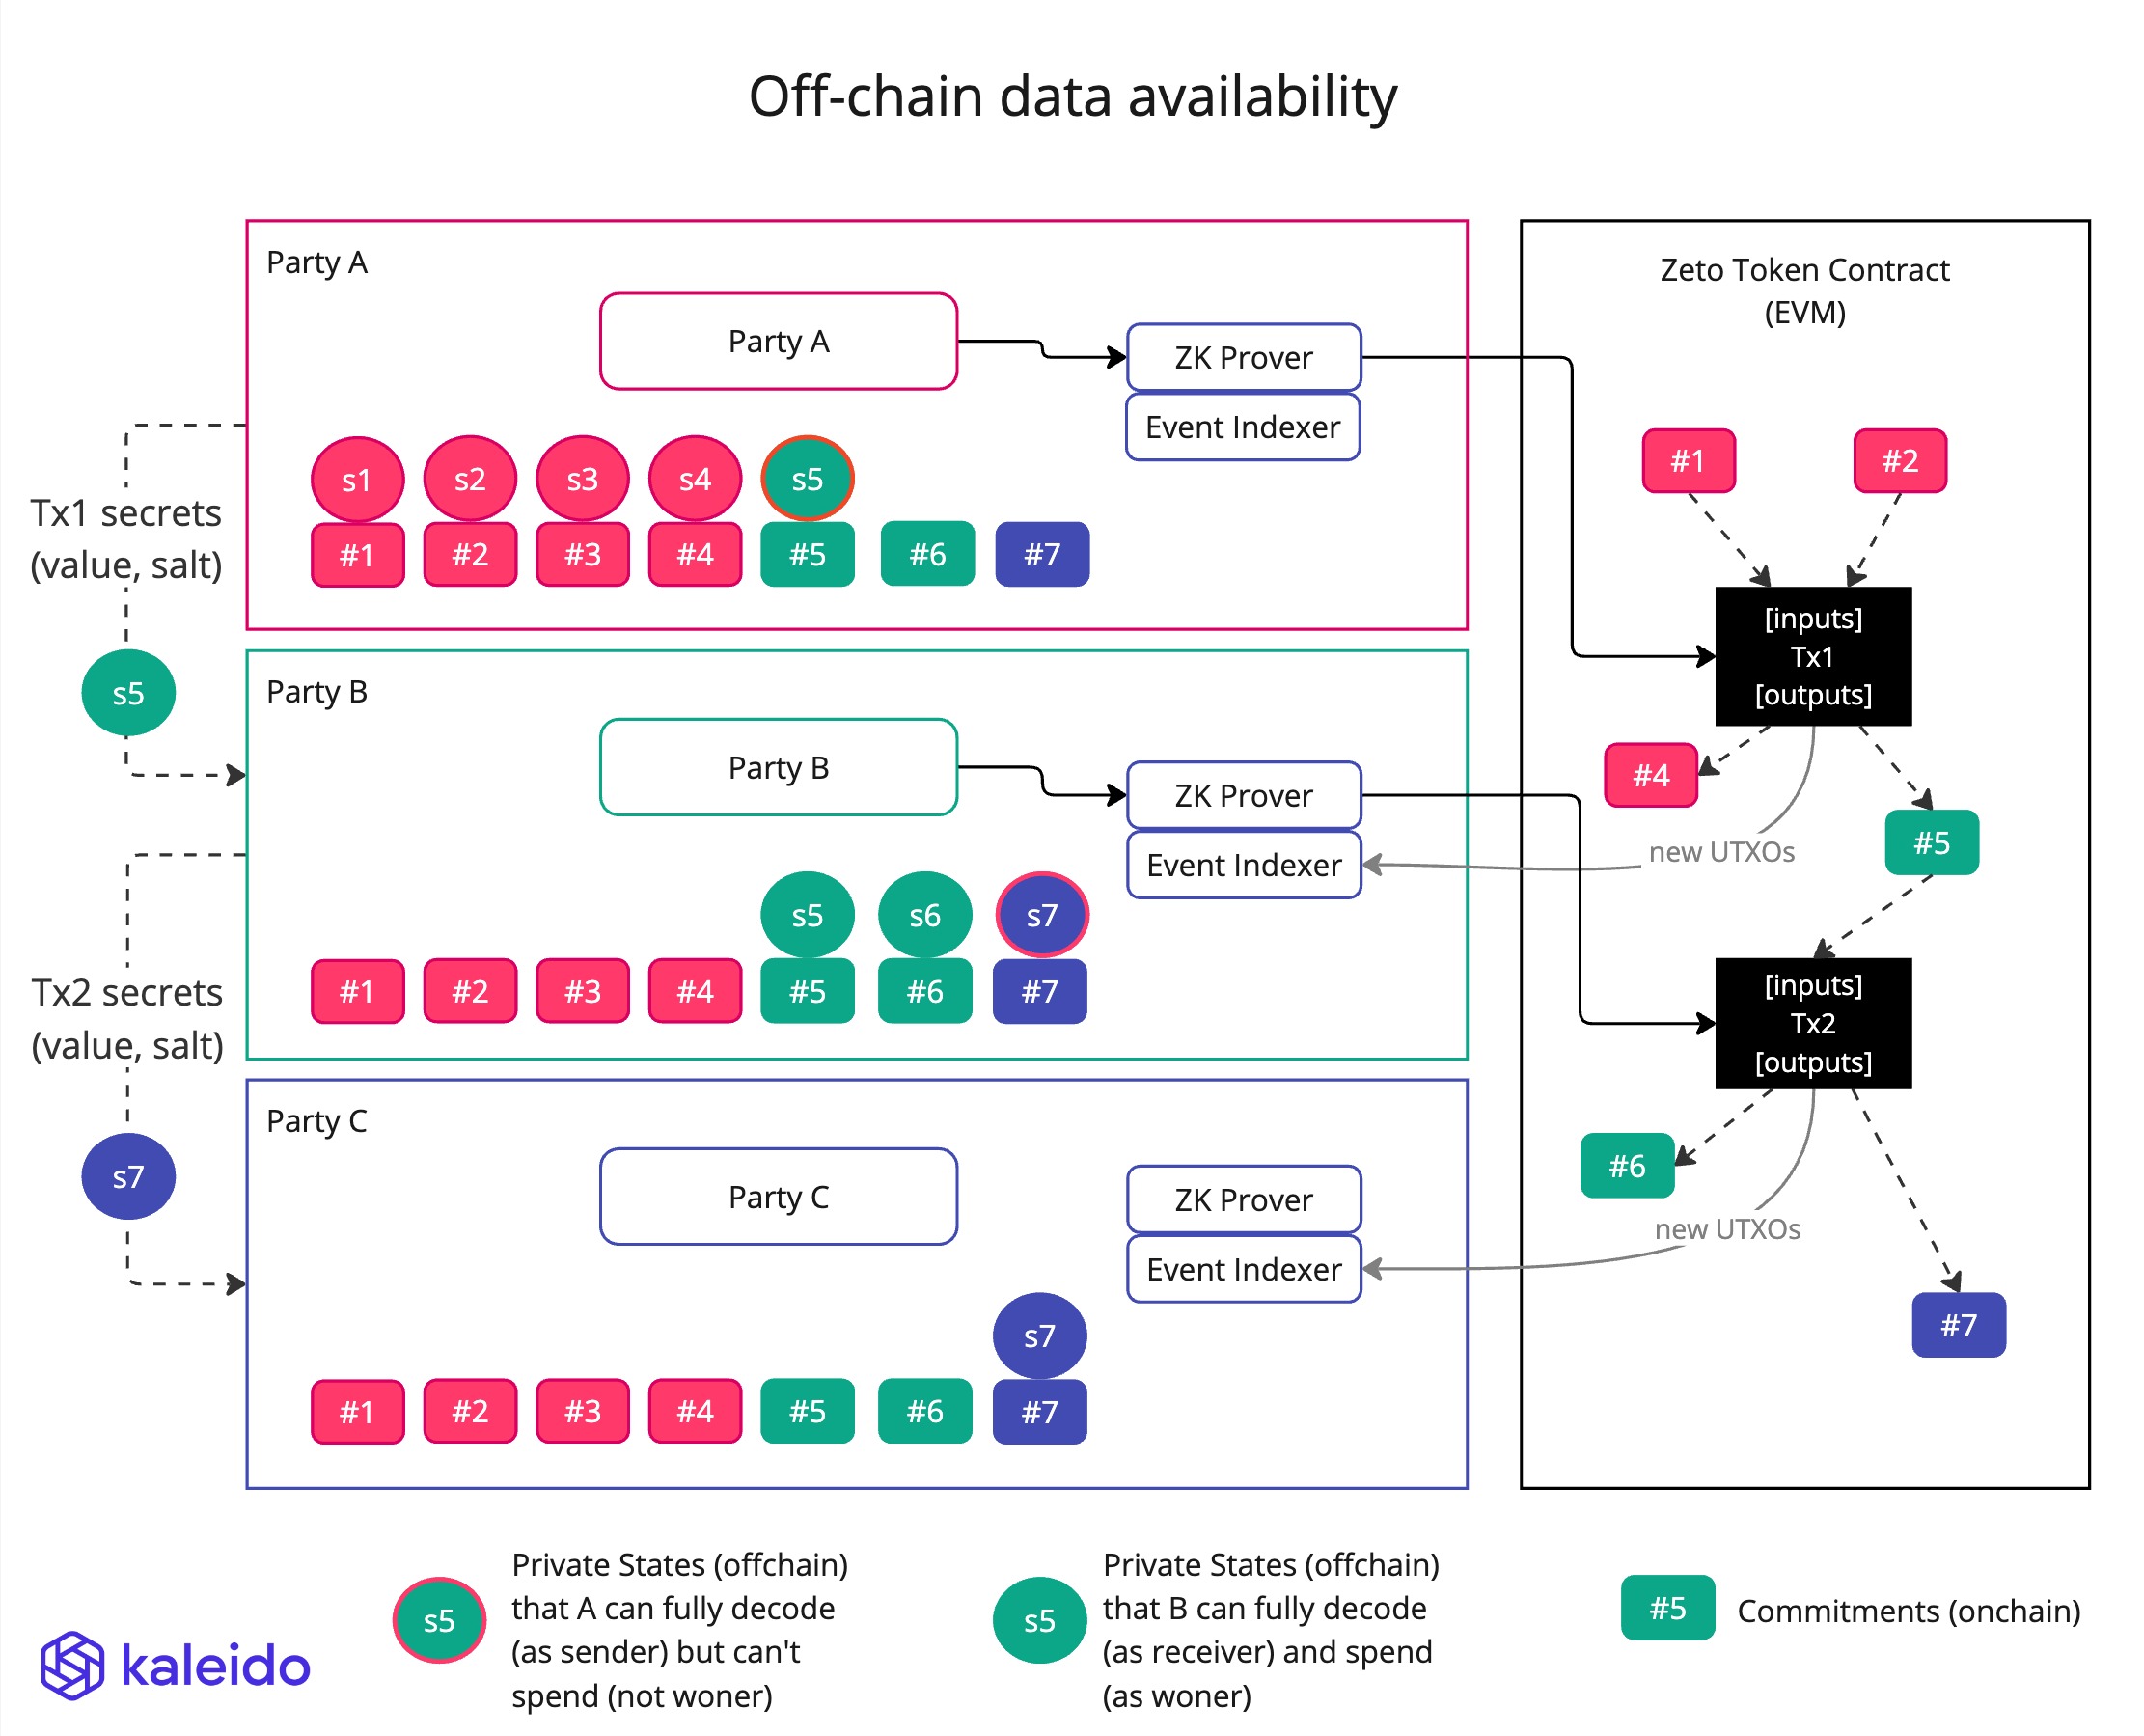 Off-chain data availability
Party A
Party A
ZK Prover
Event Indexer
s1
s2
s3
s4
s5
#1
#2
#3
#4
#5
#6
#7
Tx1 secrets
(value, salt)
s5
Party B
Party B
ZK Prover
Event Indexer
s5
s6
s7
#1
#2
#3
#4
#5
#6
#7
Tx2 secrets
(value, salt)
s7
Party C
Party C
ZK Prover
Event Indexer
s7
#1
#2
#3
#4
#5
#6
#7
Zeto Token Contract
(EVM)
#1
#2
[inputs]
Tx1
[outputs]
#4
#5
new UTXOs
[inputs]
Tx2
[outputs]
#6
new UTXOs
#7
kaleido
s5
Private States (offchain)
that A can fully decode
(as sender) but can't
spend (not woner)
s5
Private States (offchain)
that B can fully decode
(as receiver) and spend
(as woner)
#5
Commitments (onchain)